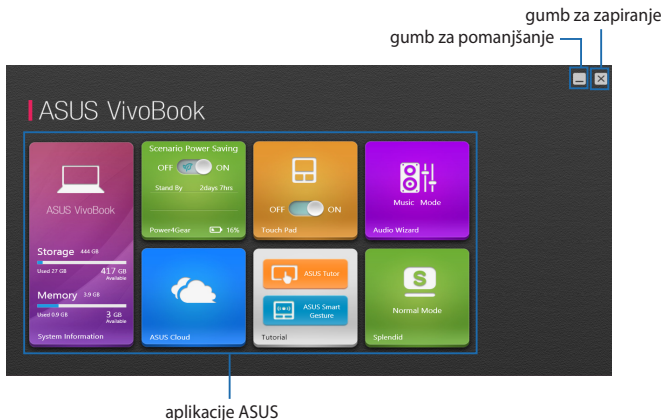 gumb za zapiranje
gumb za pomanjšanje
ASUS VivoBook
ASUS VivoBook
Storage 444 GB
Used 27 GB 417 GB
Available
Memory 3.9 GB
Used 0.9 GB 3 GB
Available
System Information
Scenario Power Saving
OFF ON
Stand By 2days 7hrs
Power4Gear 16%
OFF ON
Touch Pad
Music Mode
Audio Wizard
ASUS Cloud
ASUS Tutor
ASUS Smart
Gesture
Tutorial
S
Normal Mode
Splendid
aplikacije ASUS